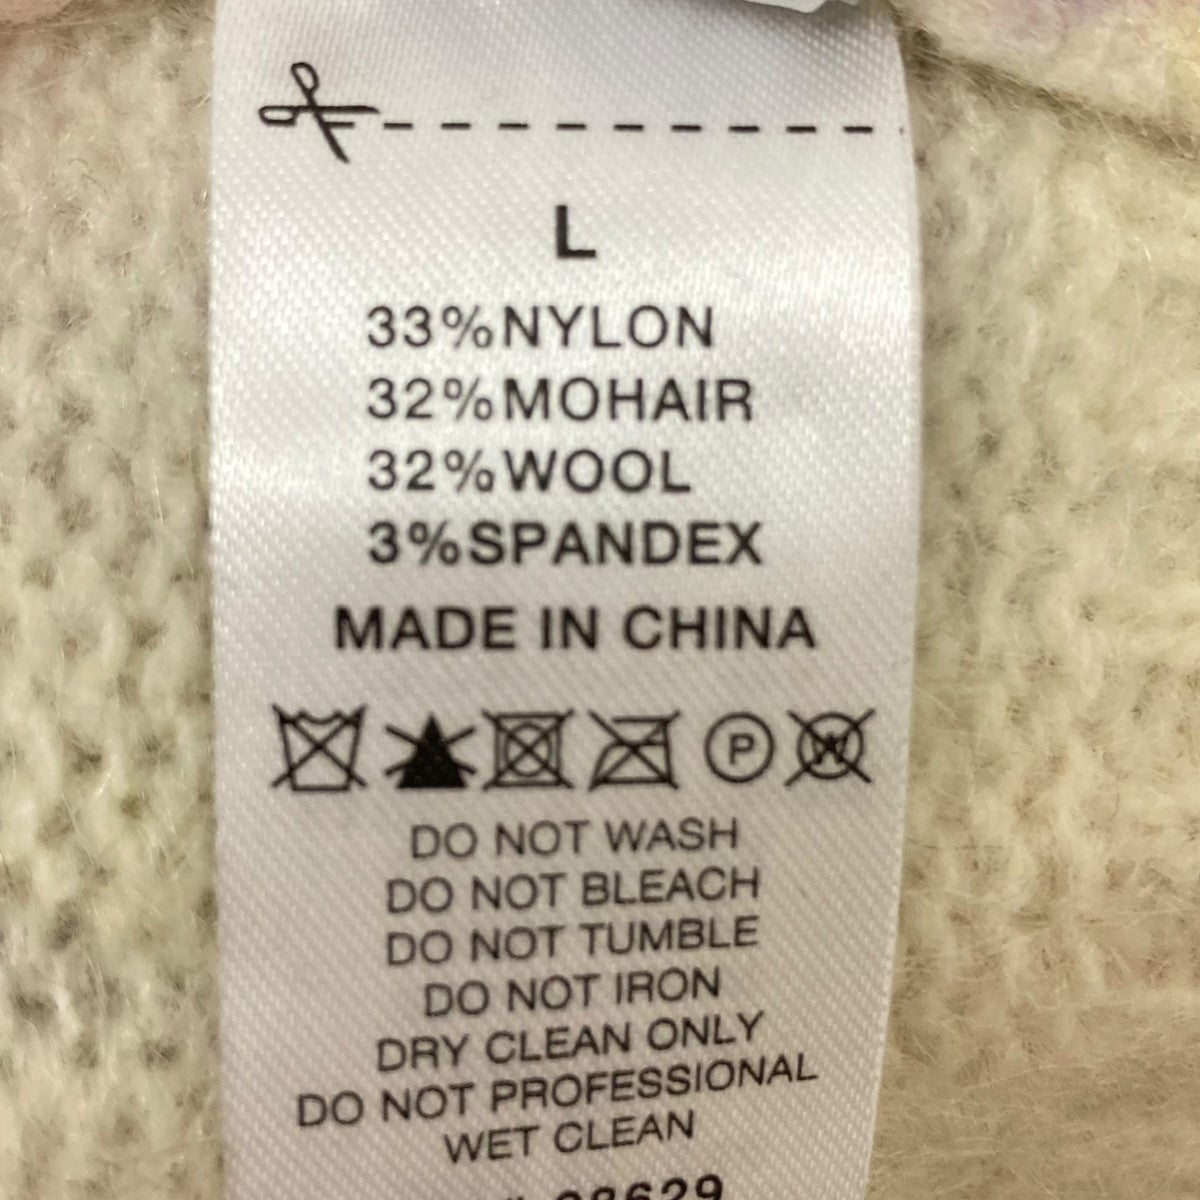 L
33%NYLON
32%MOHAIR
32%WOOL
3%SPANDEX
MADE IN CHINA
P W
DO NOT WASH
DO NOT BLEACH
DO NOT TUMBLE
DO NOT IRON
DRY CLEAN ONLY
DO NOT PROFESSIONAL
WET CLEAN